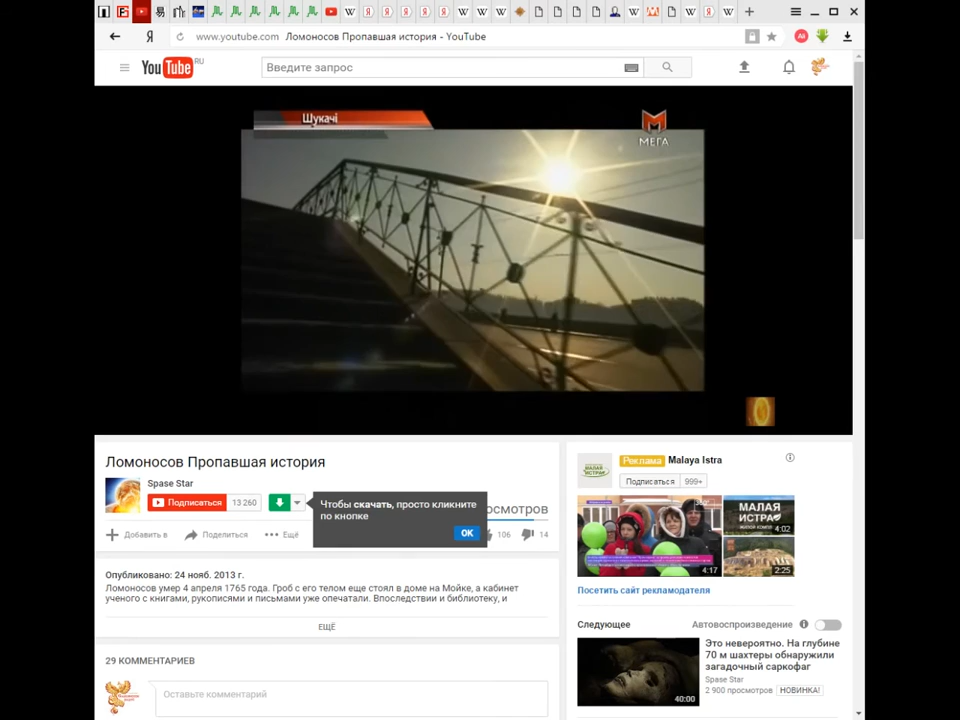 www.youtube.com Ломоносов Пропавшая история - YouTube
YouTube RU
Введите запрос
Щукачі
МЕГА
Ломоносов Пропавшая история
Spase Star
Подписаться 13 260
Чтобы скачать, просто кликните
по кнопке
OK
осмотров
Добавить в Поделиться Ещё 106 14
Опубликовано: 24 нояб. 2013 г.
Ломоносов умер 4 апреля 1765 года. Гроб с его телом еще стоял в доме на Мойке, а кабинет
ученого с книгами, рукописями и письмами уже опечатали. Впоследствии и библиотеку, и
ЕЩЁ
29 КОММЕНТАРИЕВ
Оставьте комментарий
Реклама Malaya Istra
Подписаться 999+
МАЛАЯ
ИСТРА
4:17
МАЛАЯ
ИСТРА
4:02
2:25
Посетить сайт рекламодателя
Следующее Автовоспроизведение
Это невероятно. На глубине
70 м шахтеры обнаружили
загадочный саркофаг
Spase Star
2 900 просмотров НОВИНКА!
40:00